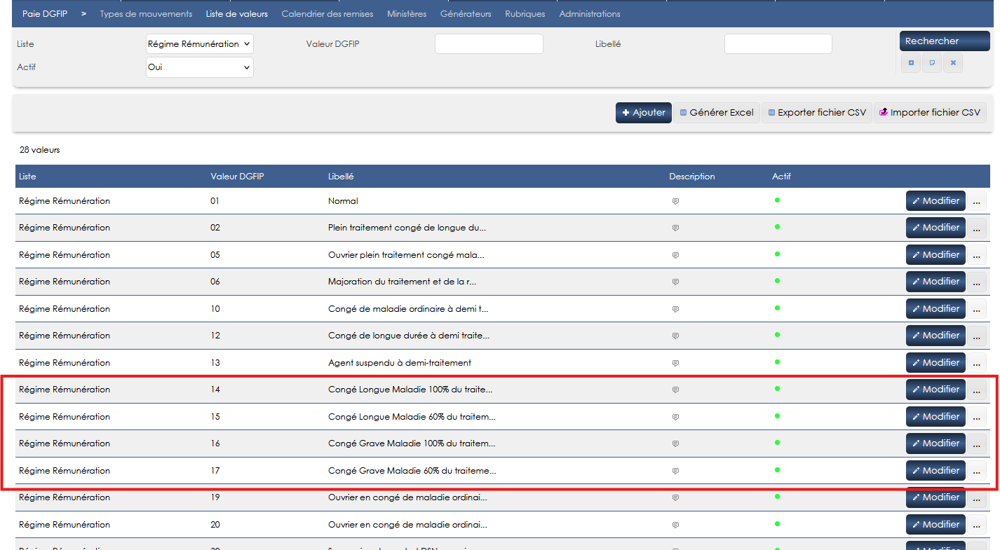 Paie DGFIP > Types de mouvements Liste de valeurs Calendrier des remises Ministères Générateurs Rubriques Administrations
Liste Régime Rémunération Valeur DGFIP Libellé Rechercher
Actif Oui
Ajouter Générer Excel Exporter fichier CSV Importer fichier CSV
28 valeurs
Liste Valeur DGFIP Libellé Description Actif
Régime Rémunération 01 Normal Modifier ...
Régime Rémunération 02 Plein traitement congé de longue du... Modifier ...
Régime Rémunération 05 Ouvrier plein traitement congé mala... Modifier ...
Régime Rémunération 06 Majoration du traitement et de la r... Modifier ...
Régime Rémunération 10 Congé de maladie ordinaire à demi t... Modifier ...
Régime Rémunération 12 Congé de longue durée à demi traite... Modifier ...
Régime Rémunération 13 Agent suspendu à demi-traitement Modifier ...
Régime Rémunération 14 Congé Longue Maladie 100% du traite... Modifier ...
Régime Rémunération 15 Congé Longue Maladie 60% du traitem... Modifier ...
Régime Rémunération 16 Congé Grave Maladie 100% du traitem... Modifier ...
Régime Rémunération 17 Congé Grave Maladie 60% du traiteme... Modifier ...
Régime Rémunération 19 Ouvrier en congé de maladie ordinai... Modifier ...
Régime Rémunération 20 Ouvrier en congé de maladie ordinai... Modifier ...
Régime Rémunération Modifier